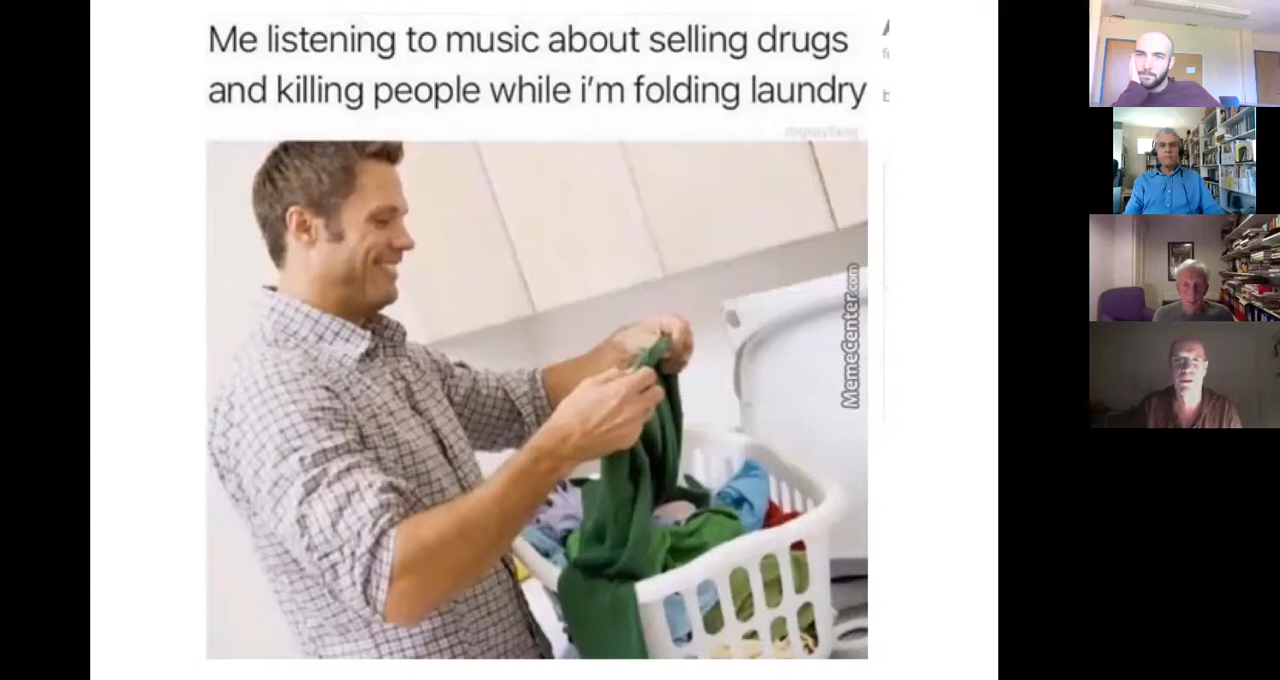 Me listening to music about selling drugs
and killing people while i'm folding laundry
MemeCenter.com